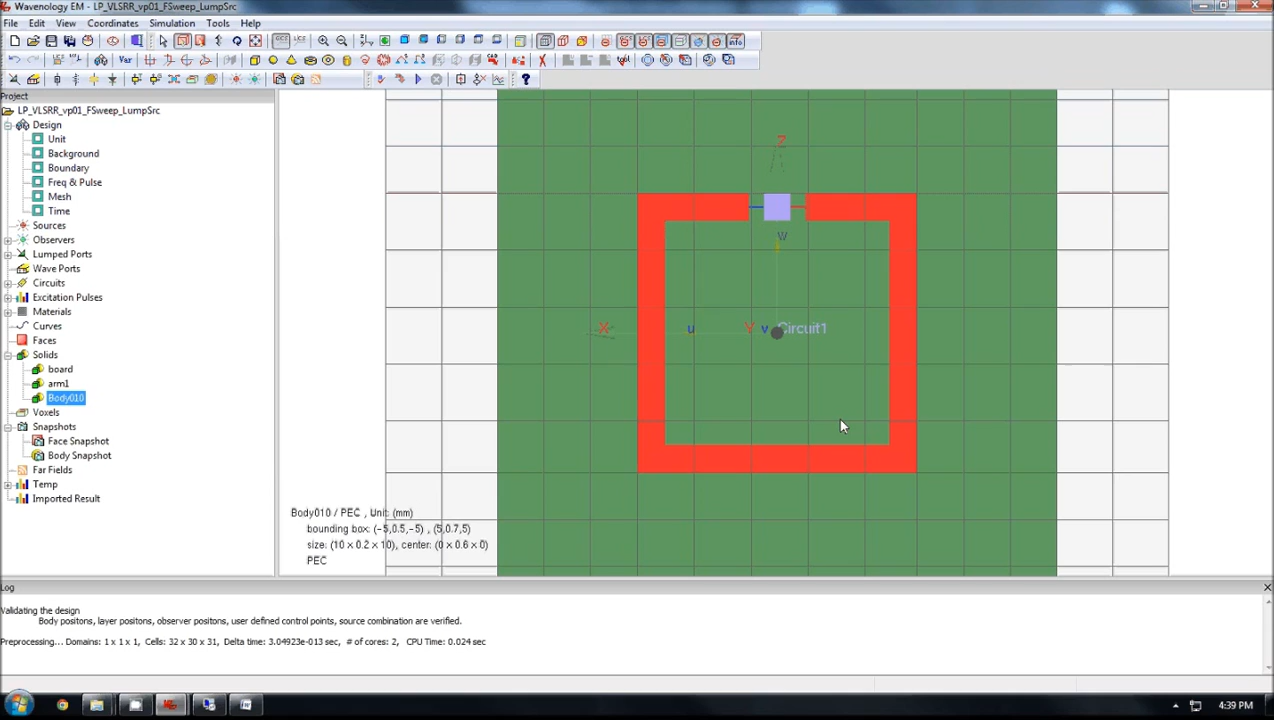 Wavenology EM - LP_VLSRR_vp01_FSweep_LumpSrc
File Edit View Coordinates Simulation Tools Help
Var
info
Project
LP_VLSRR_vp01_FSweep_LumpSrc
Design
Unit
Background
Boundary
Freq & Pulse
Mesh
Time
Sources
Observers
Lumped Ports
Wave Ports
Circuits
Excitation Pulses
Materials
Curves
Faces
Solids
board
arm1
Body010
Voxels
Snapshots
Face Snapshot
Body Snapshot
Far Fields
Temp
Imported Result
Z
W
X
u
Y
v
Circuit1
Body010 / PEC , Unit: (mm)
bounding box: (-5,0.5,-5) , (5,0.7,5)
size: (10 x 0.2 x 10), center: (0 x 0.6 x 0)
PEC
Log
Validating the design
Body positons, layer positons, observer positons, user defined control points, source combination are verified.
Preprocessing... Domains: 1 x 1 x 1, Cells: 32 x 30 x 31, Delta time: 3.04923e-013 sec, # of cores: 2, CPU Time: 0.024 sec
4:39 PM